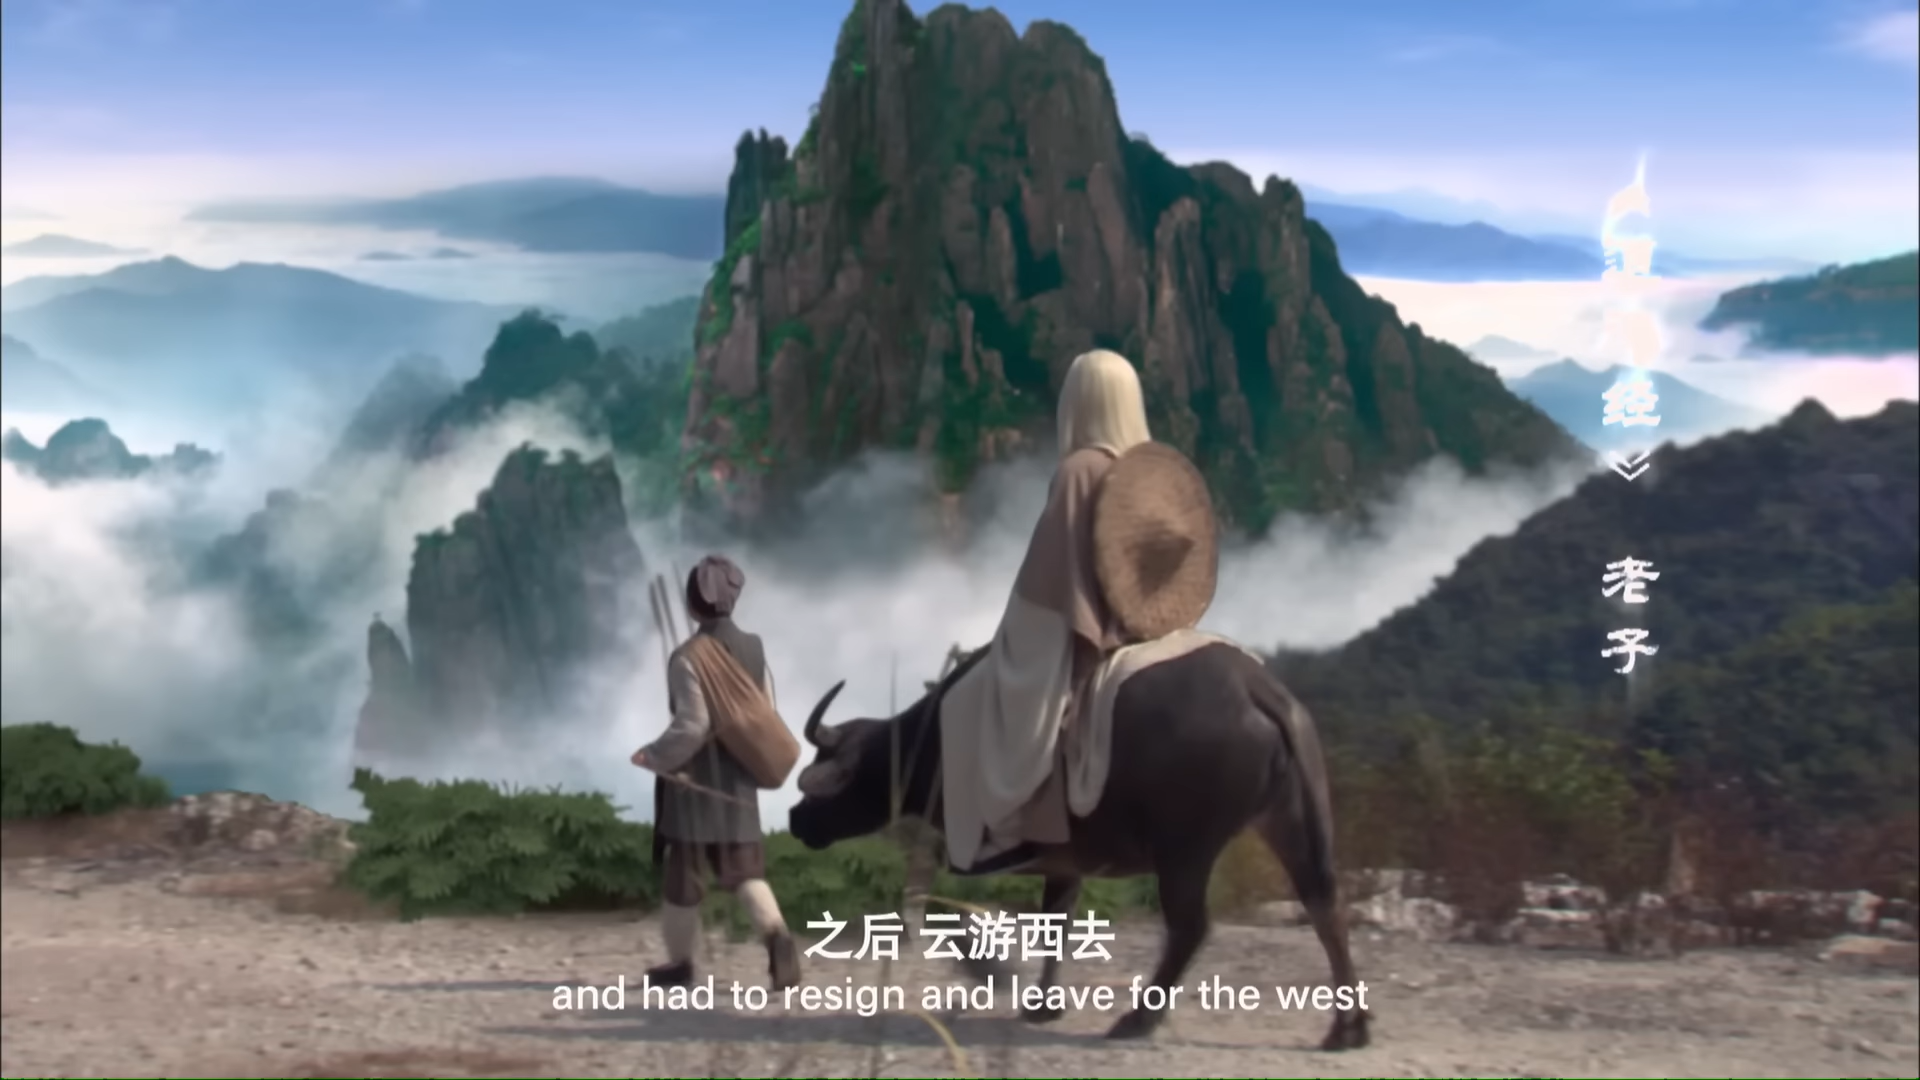 经》 老子
之后 云游西去
and had to resign and leave for the west